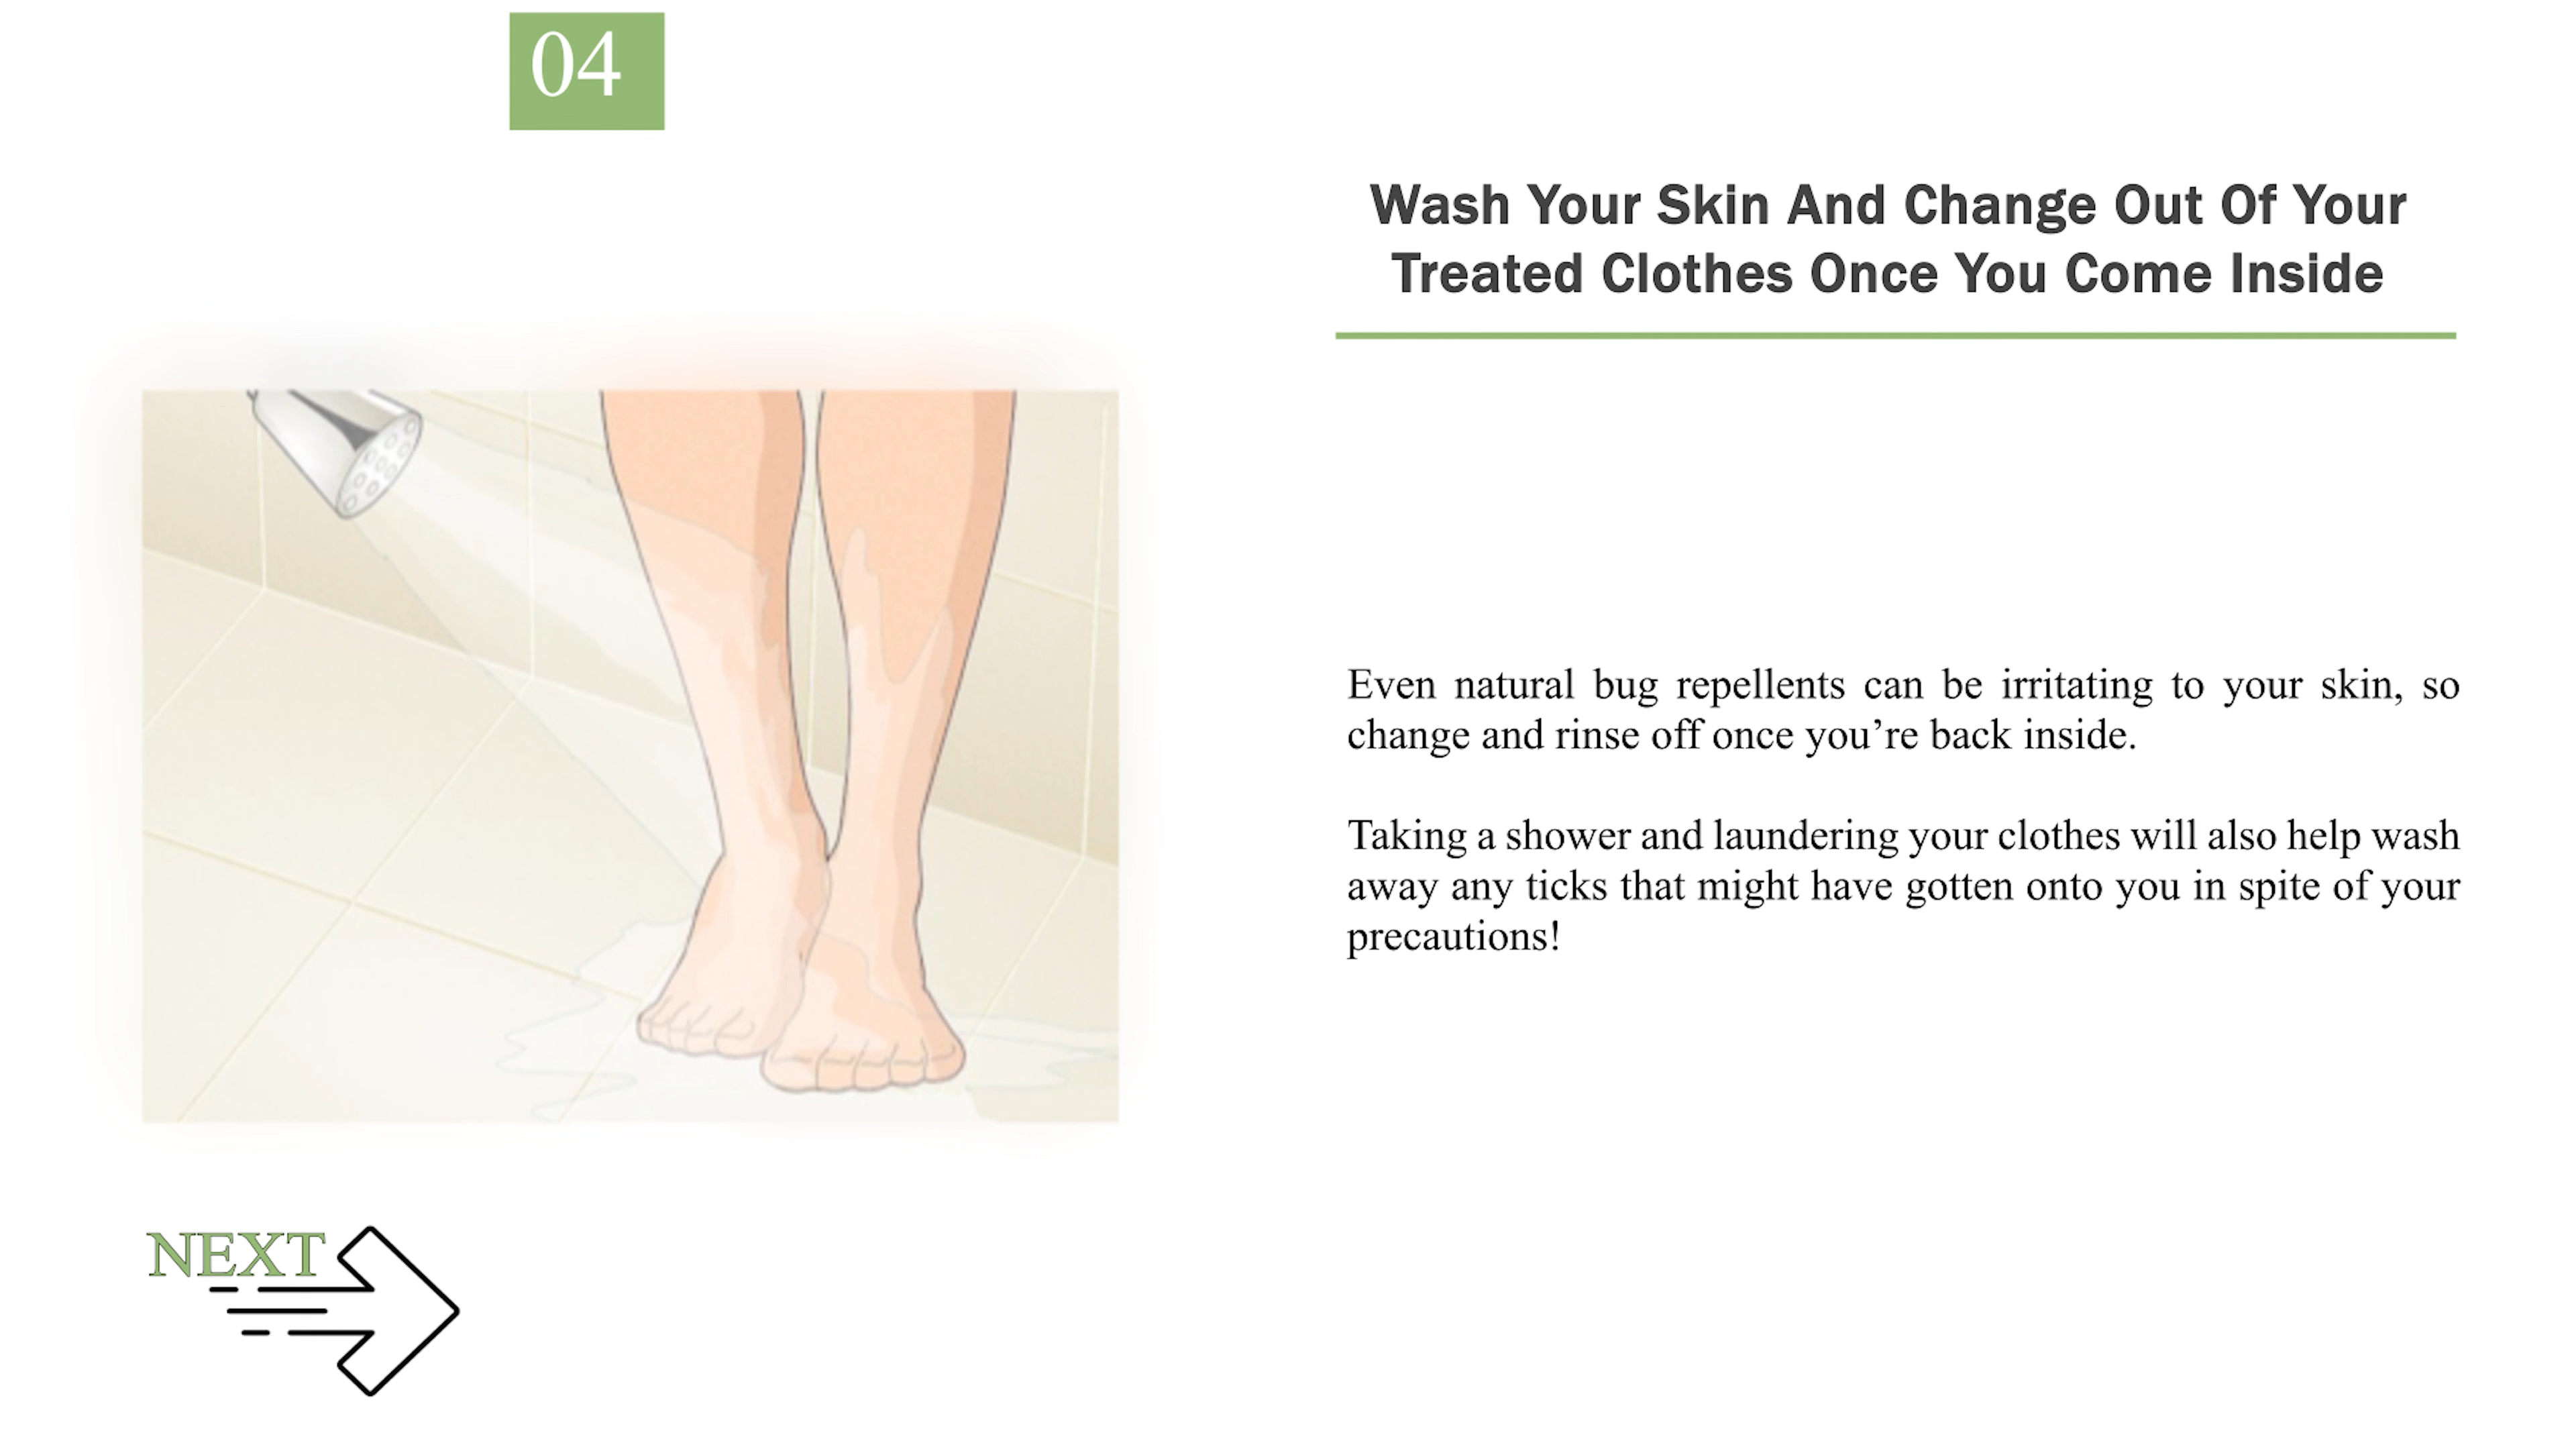 04
Wash Your Skin And Change Out Of Your
Treated Clothes Once You Come Inside
Even natural bug repellents can be irritating to your skin, so
change and rinse off once you’re back inside.
Taking a shower and laundering your clothes will also help wash
away any ticks that might have gotten onto you in spite of your
precautions!
NEXT